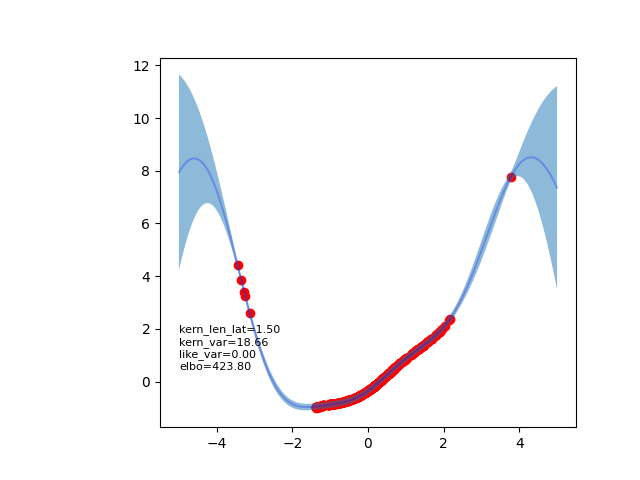 12
10
8
6
4
2
0
kern_len_lat=1.50
kern_var=18.66
like_var=0.00
elbo=423.80
−4 −2 0 2 4